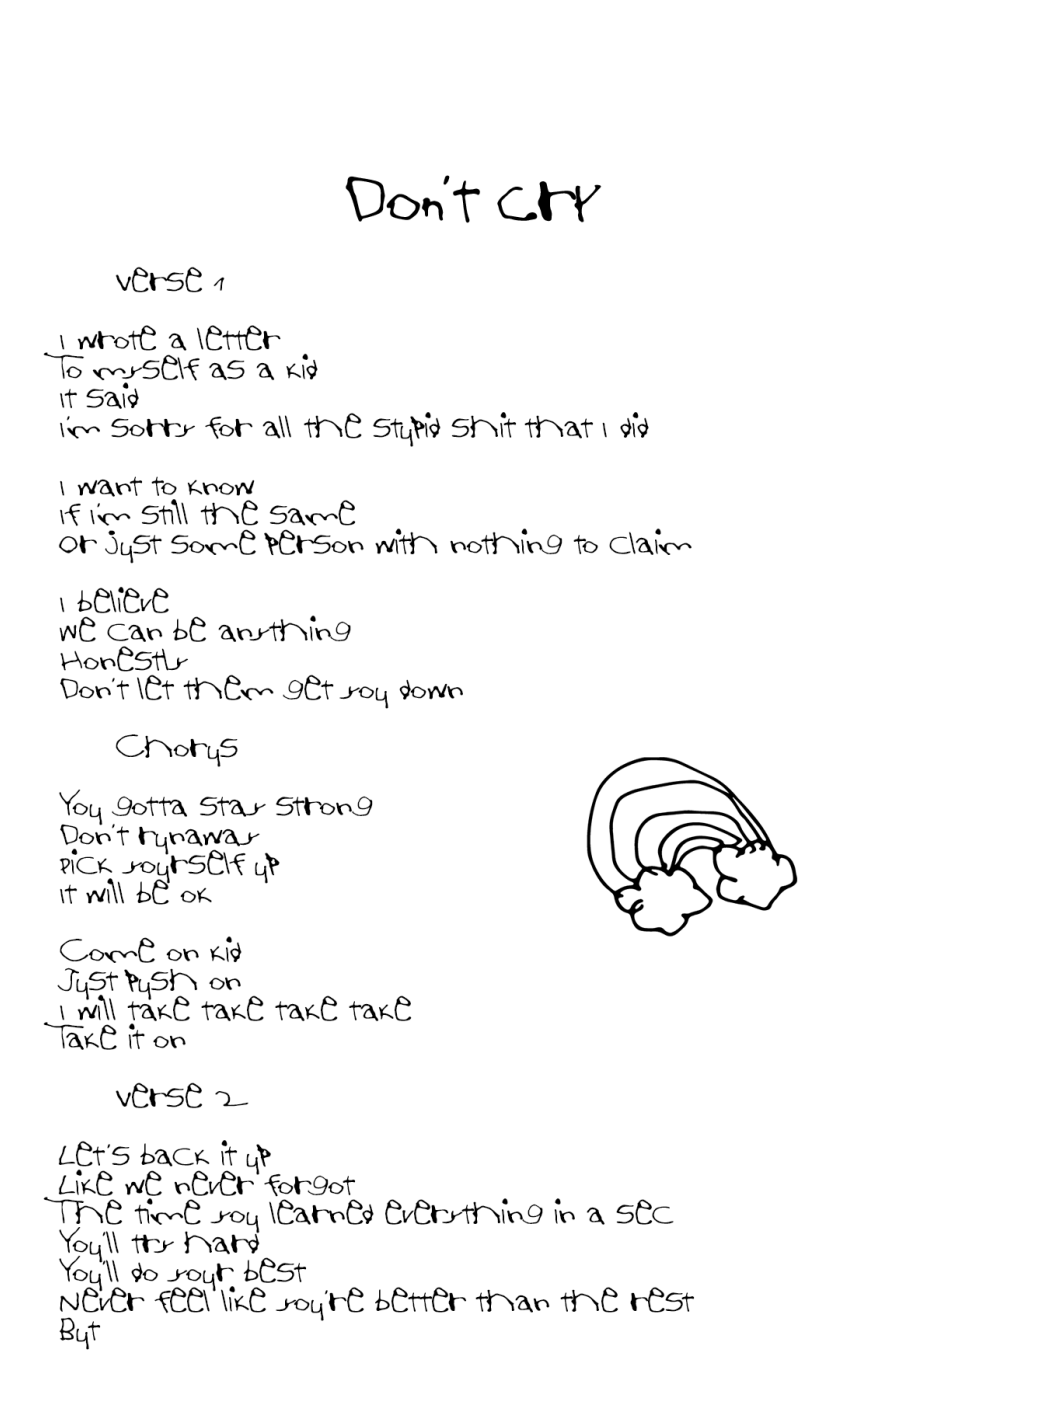 Don't cry
verse 1
I wrote a letter
To myself as a kid
it said
i'm sorry for all the stupid shit that i did
I want to know
if i'm still the same
or just some person with nothing to claim
I believe
we can be anything
Honestly
Don't let them get you down
Chorus
You gotta stay strong
Don't runaway
pick yourself up
it will be ok
Come on kid
Just push on
I will take take take take
Take it on
verse 2
Let's back it up
Like we never forgot
The time you learned everything in a sec
You'll try hard
You'll do your best
Never feel like you're better than the rest
But